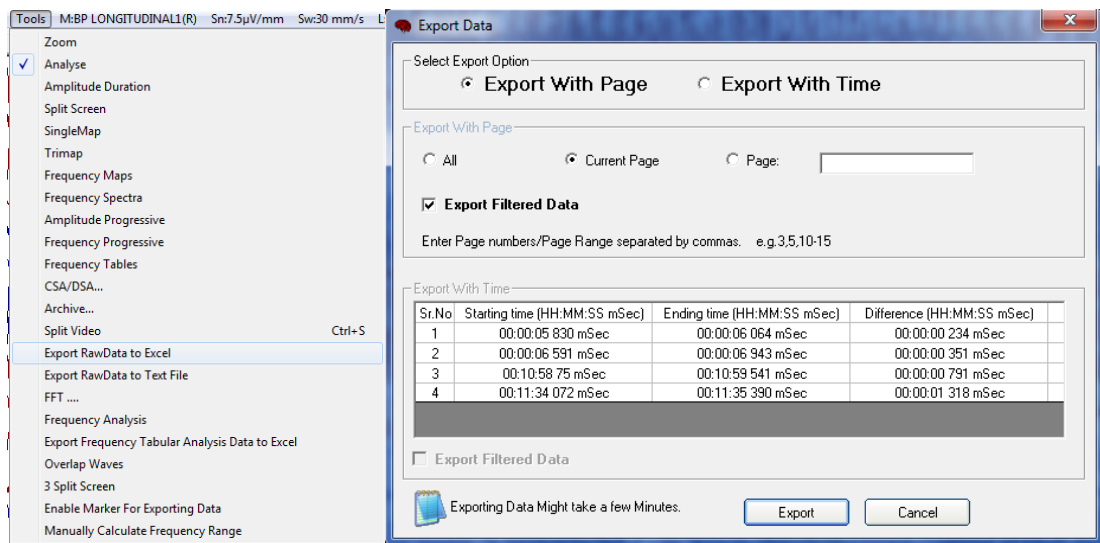 Tools M:BP LONGITUDINAL1(R) Sn:7.5µV/mm Sw:30 mm/s L
Zoom
Analyse
Amplitude Duration
Split Screen
SingleMap
Trimap
Frequency Maps
Frequency Spectra
Amplitude Progressive
Frequency Progressive
Frequency Tables
CSA/DSA...
Archive...
Split Video Ctrl+S
Export RawData to Excel
Export RawData to Text File
FFT ....
Frequency Analysis
Export Frequency Tabular Analysis Data to Excel
Overlap Waves
3 Split Screen
Enable Marker For Exporting Data
Manually Calculate Frequency Range
Export Data
Select Export Option
Export With Page Export With Time
Export With Page
All Current Page Page:
Export Filtered Data
Enter Page numbers/Page Range separated by commas. e.g.3,5,10-15
Export With Time
Sr.No Starting time (HH:MM:SS mSec) Ending time (HH:MM:SS mSec) Difference (HH:MM:SS mSec)
1 00:00:05 830 mSec 00:00:06 064 mSec 00:00:00 234 mSec
2 00:00:06 591 mSec 00:00:06 943 mSec 00:00:00 351 mSec
3 00:10:58 75 mSec 00:10:59 541 mSec 00:00:00 791 mSec
4 00:11:34 072 mSec 00:11:35 390 mSec 00:00:01 318 mSec
Export Filtered Data
Exporting Data Might take a few Minutes.
Export Cancel